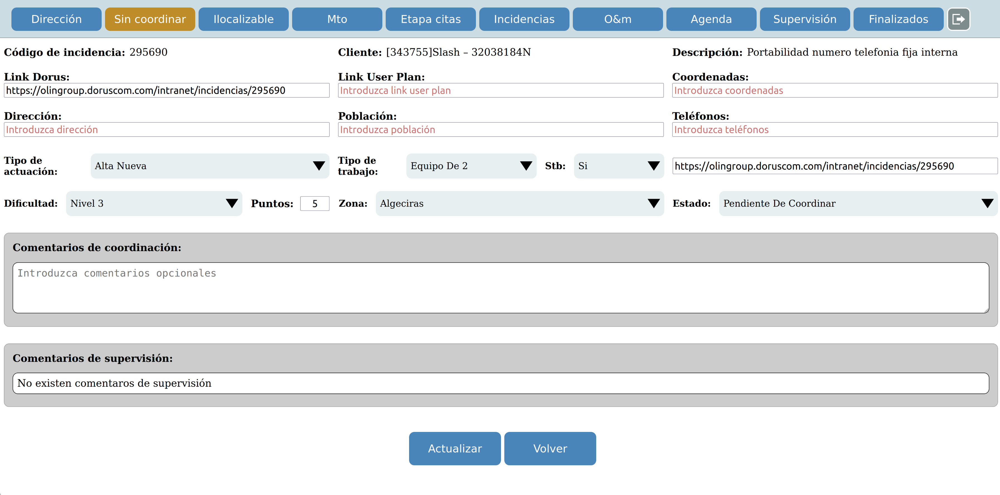 Dirección Sin coordinar Ilocalizable Mto Etapa citas Incidencias O&m Agenda Supervisión Finalizados
Código de incidencia: 295690 Cliente: [343755]Slash – 32038184N Descripción: Portabilidad numero telefonia fija interna
Link Dorus: Link User Plan: Coordenadas:
https://olingroup.doruscom.com/intranet/incidencias/295690 Introduzca link user plan Introduzca coordenadas
Dirección: Población: Teléfonos:
Introduzca dirección Introduzca población Introduzca teléfonos
Tipo de actuación: Alta Nueva Tipo de trabajo: Equipo De 2 Stb: Si https://olingroup.doruscom.com/intranet/incidencias/295690
Dificultad: Nivel 3 Puntos: 5 Zona: Algeciras Estado: Pendiente De Coordinar
Comentarios de coordinación:
Introduzca comentarios opcionales
Comentarios de supervisión:
No existen comentaros de supervisión
Actualizar Volver